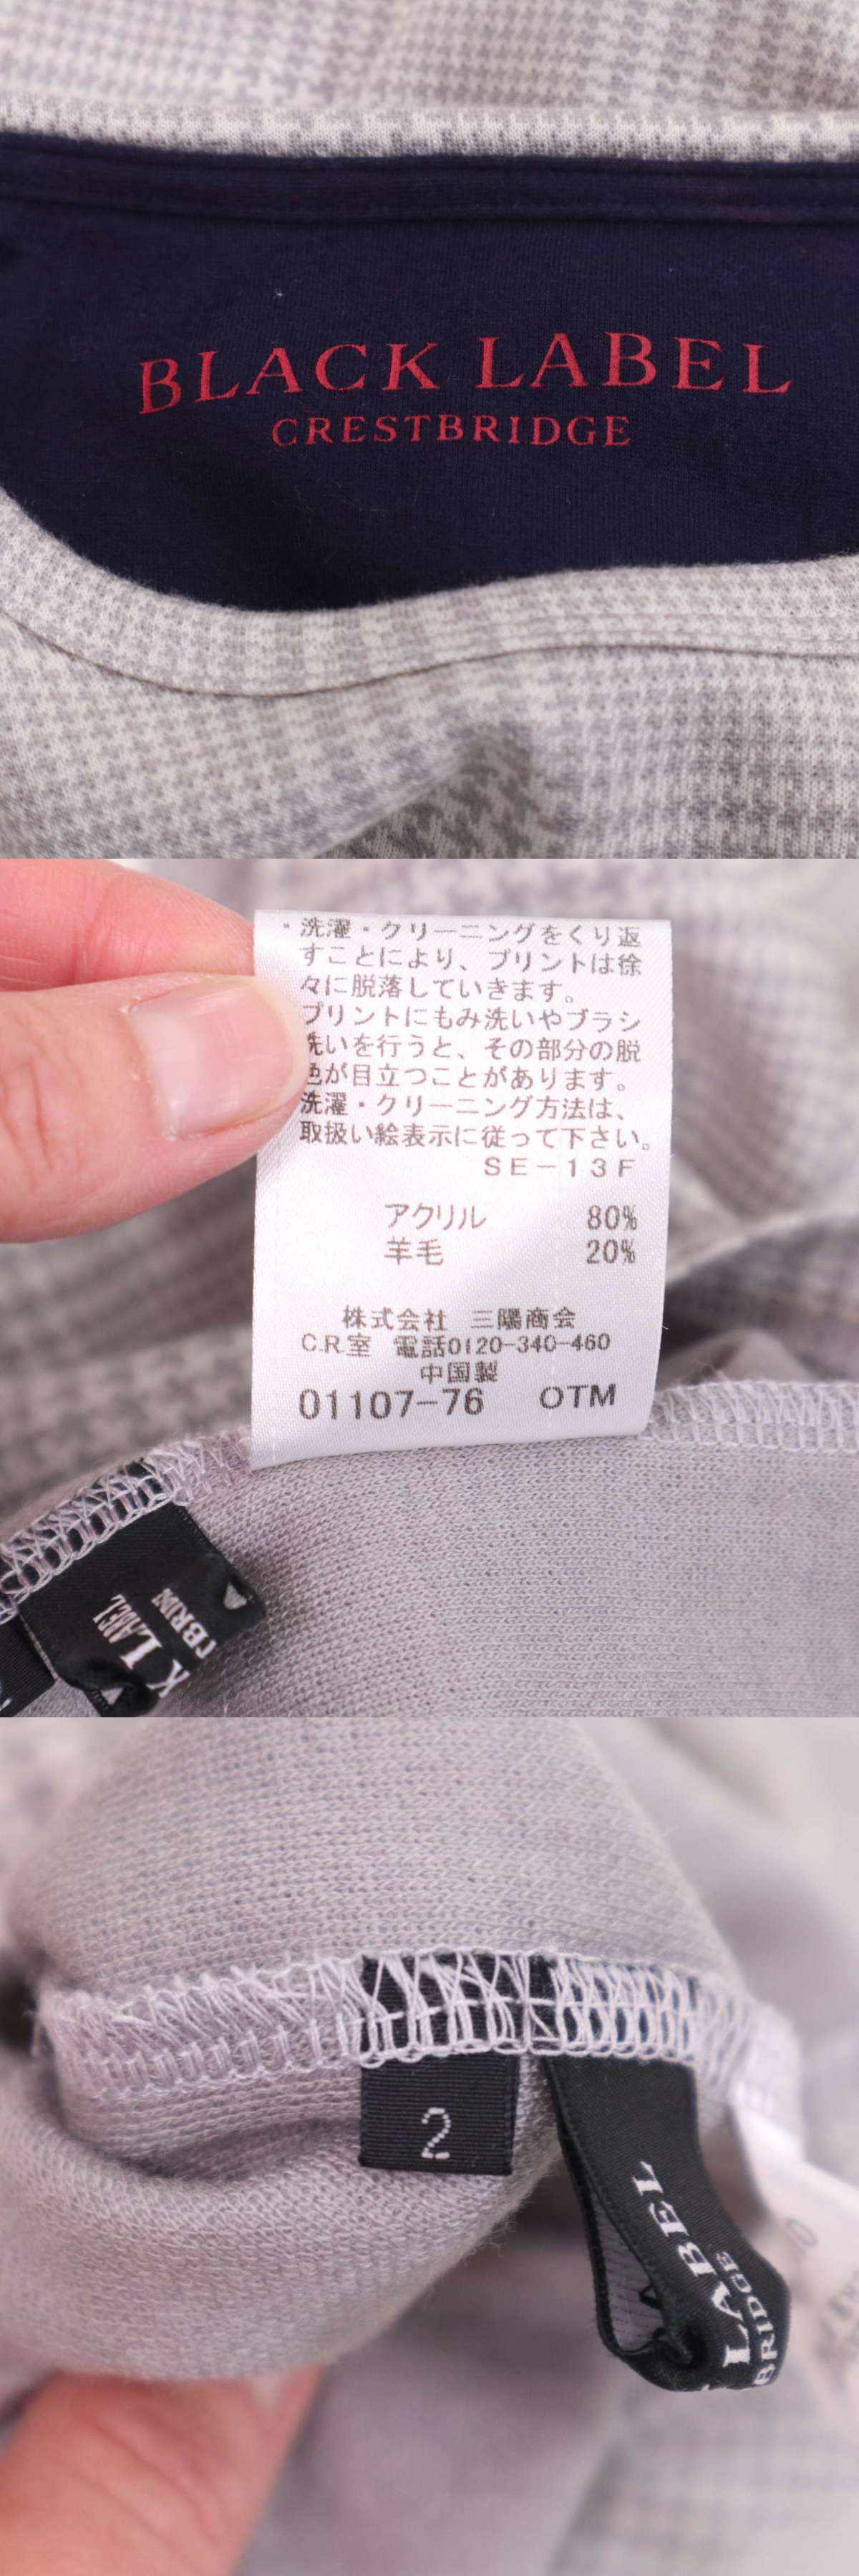 BLACK LABEL
CRESTBRIDGE
・洗濯・クリーニングをくり返
すことにより、プリントは徐
々に脱落していきます。
プリントにもみ洗いやブラシ
洗いを行うと、その部分の脱
色が目立つことがあります。
洗濯・クリーニング方法は、
取扱い絵表示に従って下さい。
SE-13F
アクリル 80%
羊毛 20%
株式会社 三陽商会
C.R.室 電話0120-340-460
中国製
01107-76 OTM
K LABEL
TBRIDG
2
LABEL
BRIDGE